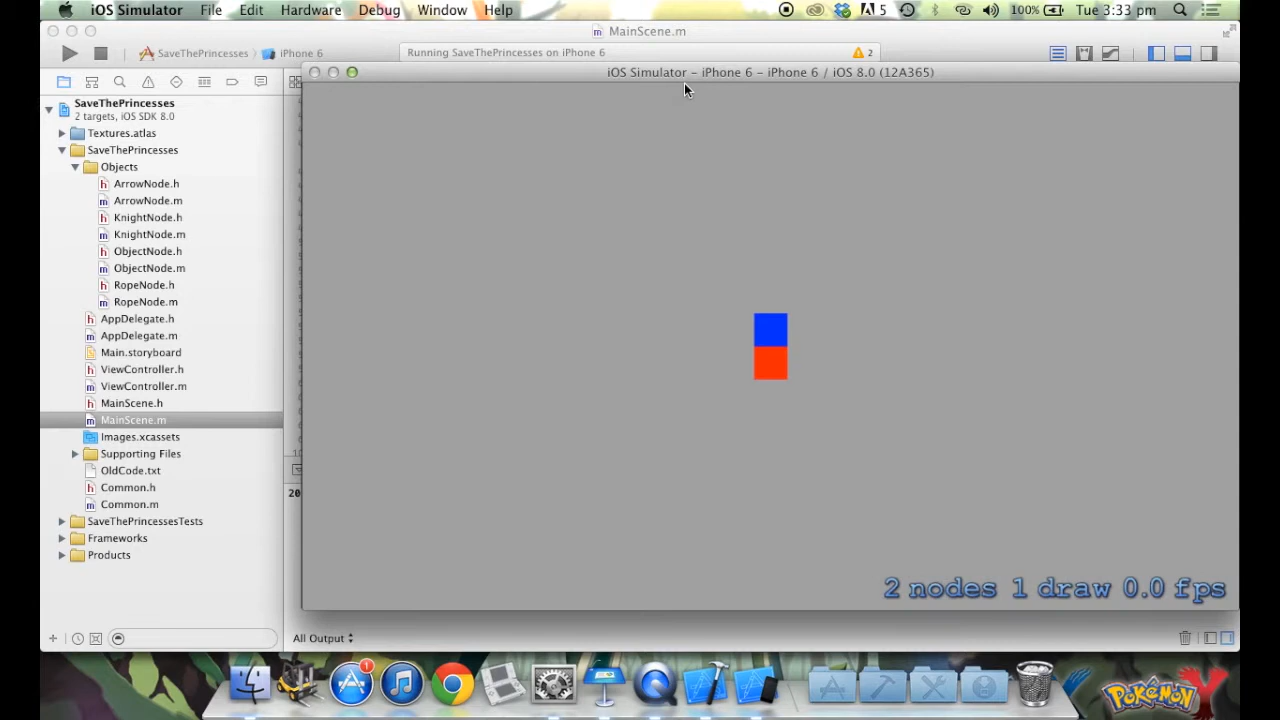 iOS Simulator File Edit Hardware Debug Window Help 5 100% Tue 3:33 pm
MainScene.m
SaveThePrincesses iPhone 6 Running SaveThePrincesses on iPhone 6 2
iOS Simulator - iPhone 6 - iPhone 6 / iOS 8.0 (12A365)
SaveThePrincesses
2 targets, iOS SDK 8.0
Textures.atlas
SaveThePrincesses
Objects
h ArrowNode.h
m ArrowNode.m
h KnightNode.h
m KnightNode.m
h ObjectNode.h
m ObjectNode.m
h RopeNode.h
m RopeNode.m
h AppDelegate.h
m AppDelegate.m
Main.storyboard
h ViewController.h
m ViewController.m
h MainScene.h
m MainScene.m
Images.xcassets
Supporting Files
OldCode.txt
h Common.h
m Common.m
SaveThePrincessesTests
Frameworks
Products
20
2 nodes 1 draw 0.0 fps
All Output
1
POKéMON Y